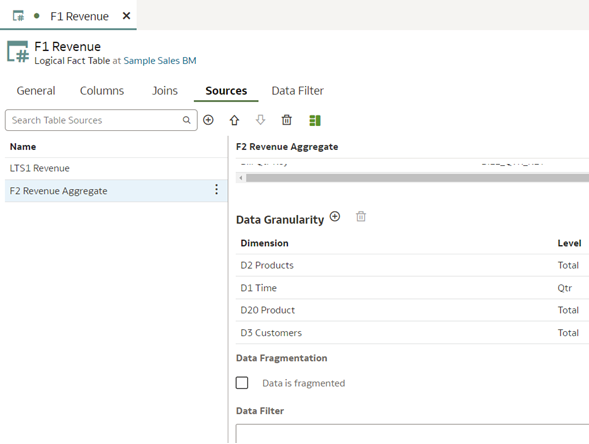 F1 Revenue
F1 Revenue
Logical Fact Table at Sample Sales BM
General Columns Joins Sources Data Filter
Search Table Sources
Name
LTS1 Revenue
F2 Revenue Aggregate
F2 Revenue Aggregate
Data Granularity
Dimension Level
D2 Products Total
D1 Time Qtr
D20 Product Total
D3 Customers Total
Data Fragmentation
Data is fragmented
Data Filter